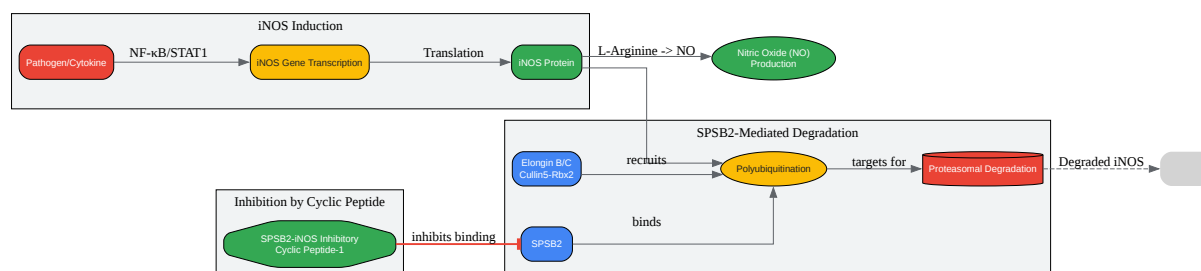 iNOS Induction
Pathogen/Cytokine
NF-κB/STAT1
iNOS Gene Transcription
Translation
iNOS Protein
L-Arginine -> NO
Nitric Oxide (NO)
Production
SPSB2-Mediated Degradation
Elongin B/C
Cullin5-Rbx2
recruits
Polyubiquitination
targets for
Proteasomal Degradation
Degraded iNOS
Inhibition by Cyclic Peptide
SPSB2-iNOS Inhibitory
Cyclic Peptide-1
inhibits binding
SPSB2
binds